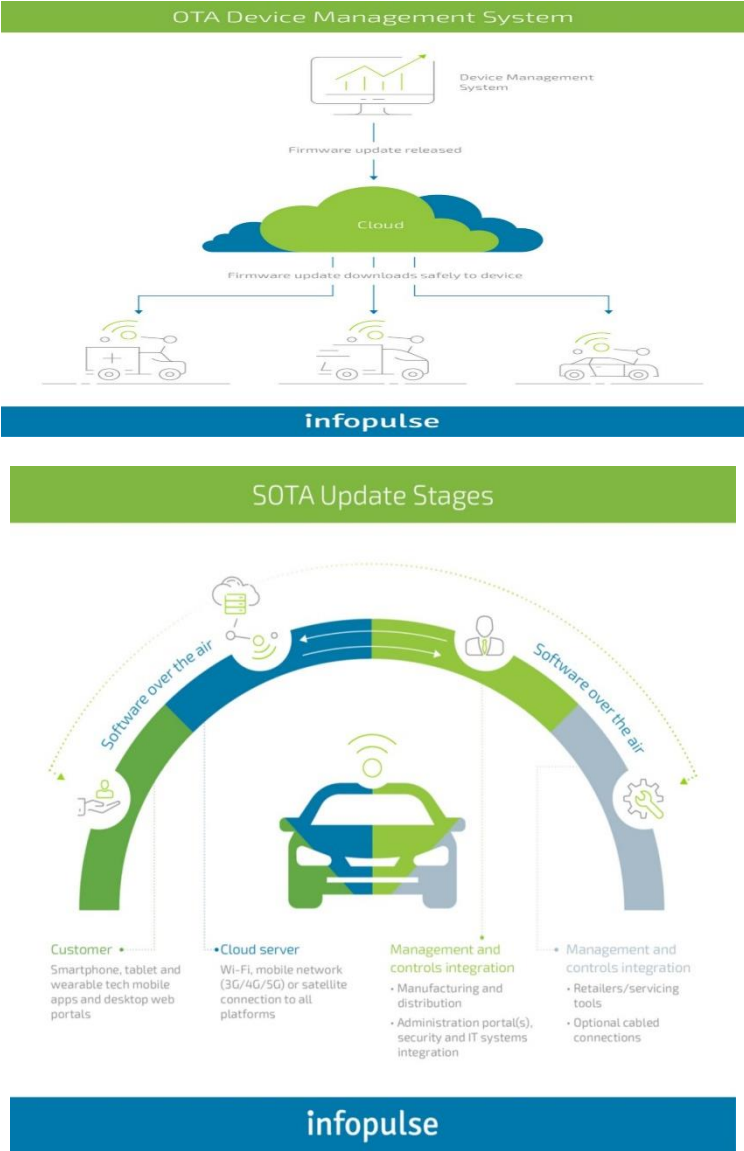 OTA Device Management System
Device Management
System
Firmware update released
Cloud
Firmware update downloads safely to device
infopulse
SOTA Update Stages
Software over the air
Software over the air
Customer
Smartphone, tablet and
wearable tech mobile
apps and desktop web
portals
Cloud server
Wi-Fi, mobile network
(3G/4G/5G) or satellite
connection to all
platforms
Management and
controls integration
• Manufacturing and
distribution
• Administration portal(s),
security and IT systems
integration
Management and
controls integration
• Retailers/servicing
tools
• Optional cabled
connections
infopulse